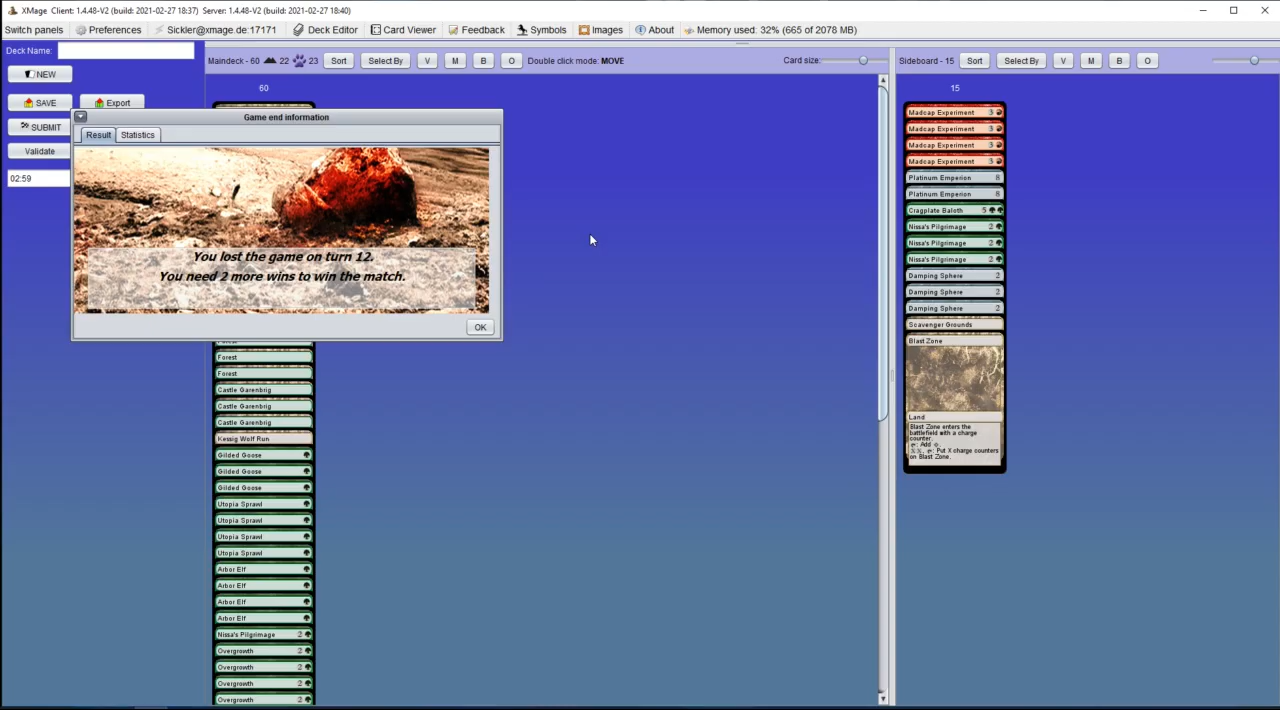 XMage Client: 1.4.48-V2 (build: 2021-02-27 18:37) Server: 1.4.48-V2 (build: 2021-02-27 18:40)
Switch panels Preferences Sickler@xmage.de:17171 Deck Editor Card Viewer Feedback Symbols Images About Memory used: 32% (665 of 2078 MB)
Deck Name:
NEW
SAVE Export
SUBMIT
Validate
02:59
Maindeck - 60 22 23 Sort Select By V M B O Double click mode: MOVE Card size:
60
Game end information
Result Statistics
You lost the game on turn 12.
You need 2 more wins to win the match.
OK
Forest
Forest
Castle Garenbrig
Castle Garenbrig
Castle Garenbrig
Kessig Wolf Run
Gilded Goose
Gilded Goose
Gilded Goose
Utopia Sprawl
Utopia Sprawl
Utopia Sprawl
Utopia Sprawl
Arbor Elf
Arbor Elf
Arbor Elf
Arbor Elf
Nissa's Pilgrimage 2
Overgrowth 2
Overgrowth 2
Overgrowth 2
Overgrowth 2
Sideboard - 15 Sort Select By V M B O
15
Madcap Experiment 3
Madcap Experiment 3
Madcap Experiment 3
Madcap Experiment 3
Platinum Emperion 8
Platinum Emperion 8
Cragplate Baloth 5
Nissa's Pilgrimage 2
Nissa's Pilgrimage 2
Nissa's Pilgrimage 2
Damping Sphere 2
Damping Sphere 2
Damping Sphere 2
Scavenger Grounds
Blast Zone
Land
Blast Zone enters the
battlefield with a charge
counter.
: Add .
X X, : Put X charge counters
on Blast Zone.